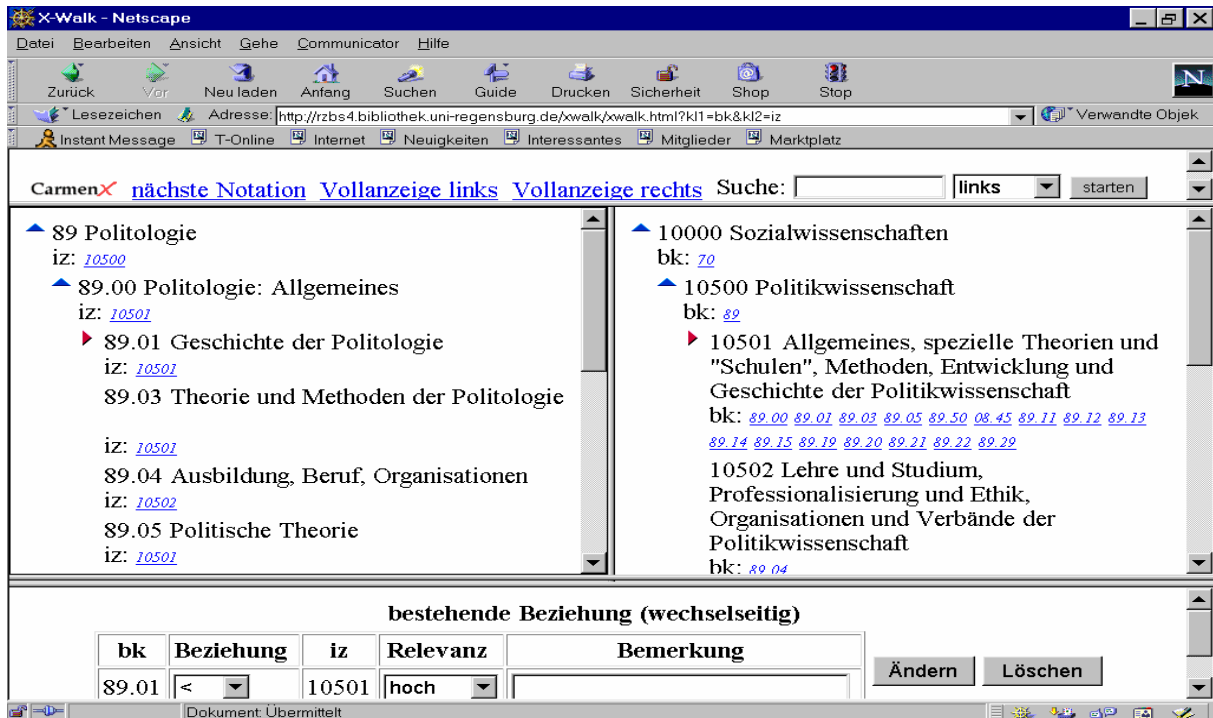 X-Walk - Netscape
Datei Bearbeiten Ansicht Gehe Communicator Hilfe
Zurück Vor Neu laden Anfang Suchen Guide Drucken Sicherheit Shop Stop
N
Lesezeichen Adresse: http://rzbs4.bibliothek.uni-regensburg.de/xwalk/xwalk.html?kl1=bk&kl2=iz Verwandte Objek
Instant Message T-Online Internet Neuigkeiten Interessantes Mitglieder Marktplatz
CarmenX nächste Notation Vollanzeige links Vollanzeige rechts Suche: links starten
89 Politologie
iz: 10500
89.00 Politologie: Allgemeines
iz: 10501
89.01 Geschichte der Politologie
iz: 10501
89.03 Theorie und Methoden der Politologie
iz: 10501
89.04 Ausbildung, Beruf, Organisationen
iz: 10502
89.05 Politische Theorie
iz: 10501
10000 Sozialwissenschaften
bk: 70
10500 Politikwissenschaft
bk: 89
10501 Allgemeines, spezielle Theorien und
"Schulen", Methoden, Entwicklung und
Geschichte der Politikwissenschaft
bk: 89.00 89.01 89.03 89.05 89.50 08.45 89.11 89.12 89.13
89.14 89.15 89.19 89.20 89.21 89.22 89.29
10502 Lehre und Studium,
Professionalisierung und Ethik,
Organisationen und Verbände der
Politikwissenschaft
bk: 89.04
bestehende Beziehung (wechselseitig)
bk Beziehung iz Relevanz Bemerkung
89.01 < 10501 hoch
Ändern Löschen
Dokument: Übermittelt